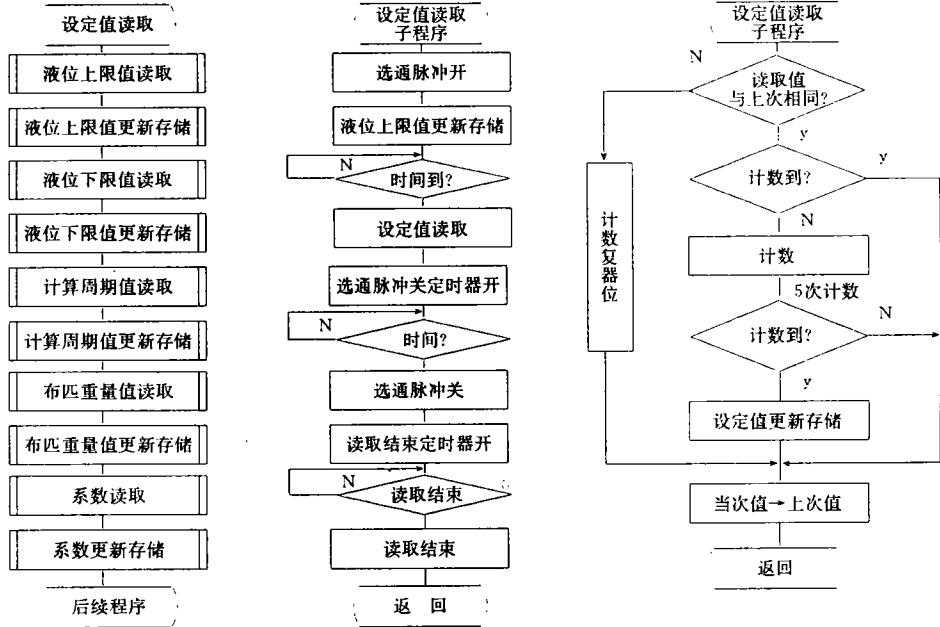 设定值读取
液位上限值读取
液位上限值更新存储
液位下限值读取
液位下限值更新存储
计算周期值读取
计算周期值更新存储
布匹重量值读取
布匹重量值更新存储
系数读取
系数更新存储
后续程序
设定值读取
子程序
选通脉冲开
液位上限值更新存储
N
时间到?
设定值读取
选通脉冲关定时器开
N
时间?
选通脉冲关
读取结束定时器开
N
读取结束
读取结束
返 回
设定值读取
子程序
N
读取值
与上次相同?
y
y
计数到?
N
计数
5次计数
N
计数到?
y
设定值更新存储
计数复器位
当次值→上次值
返回